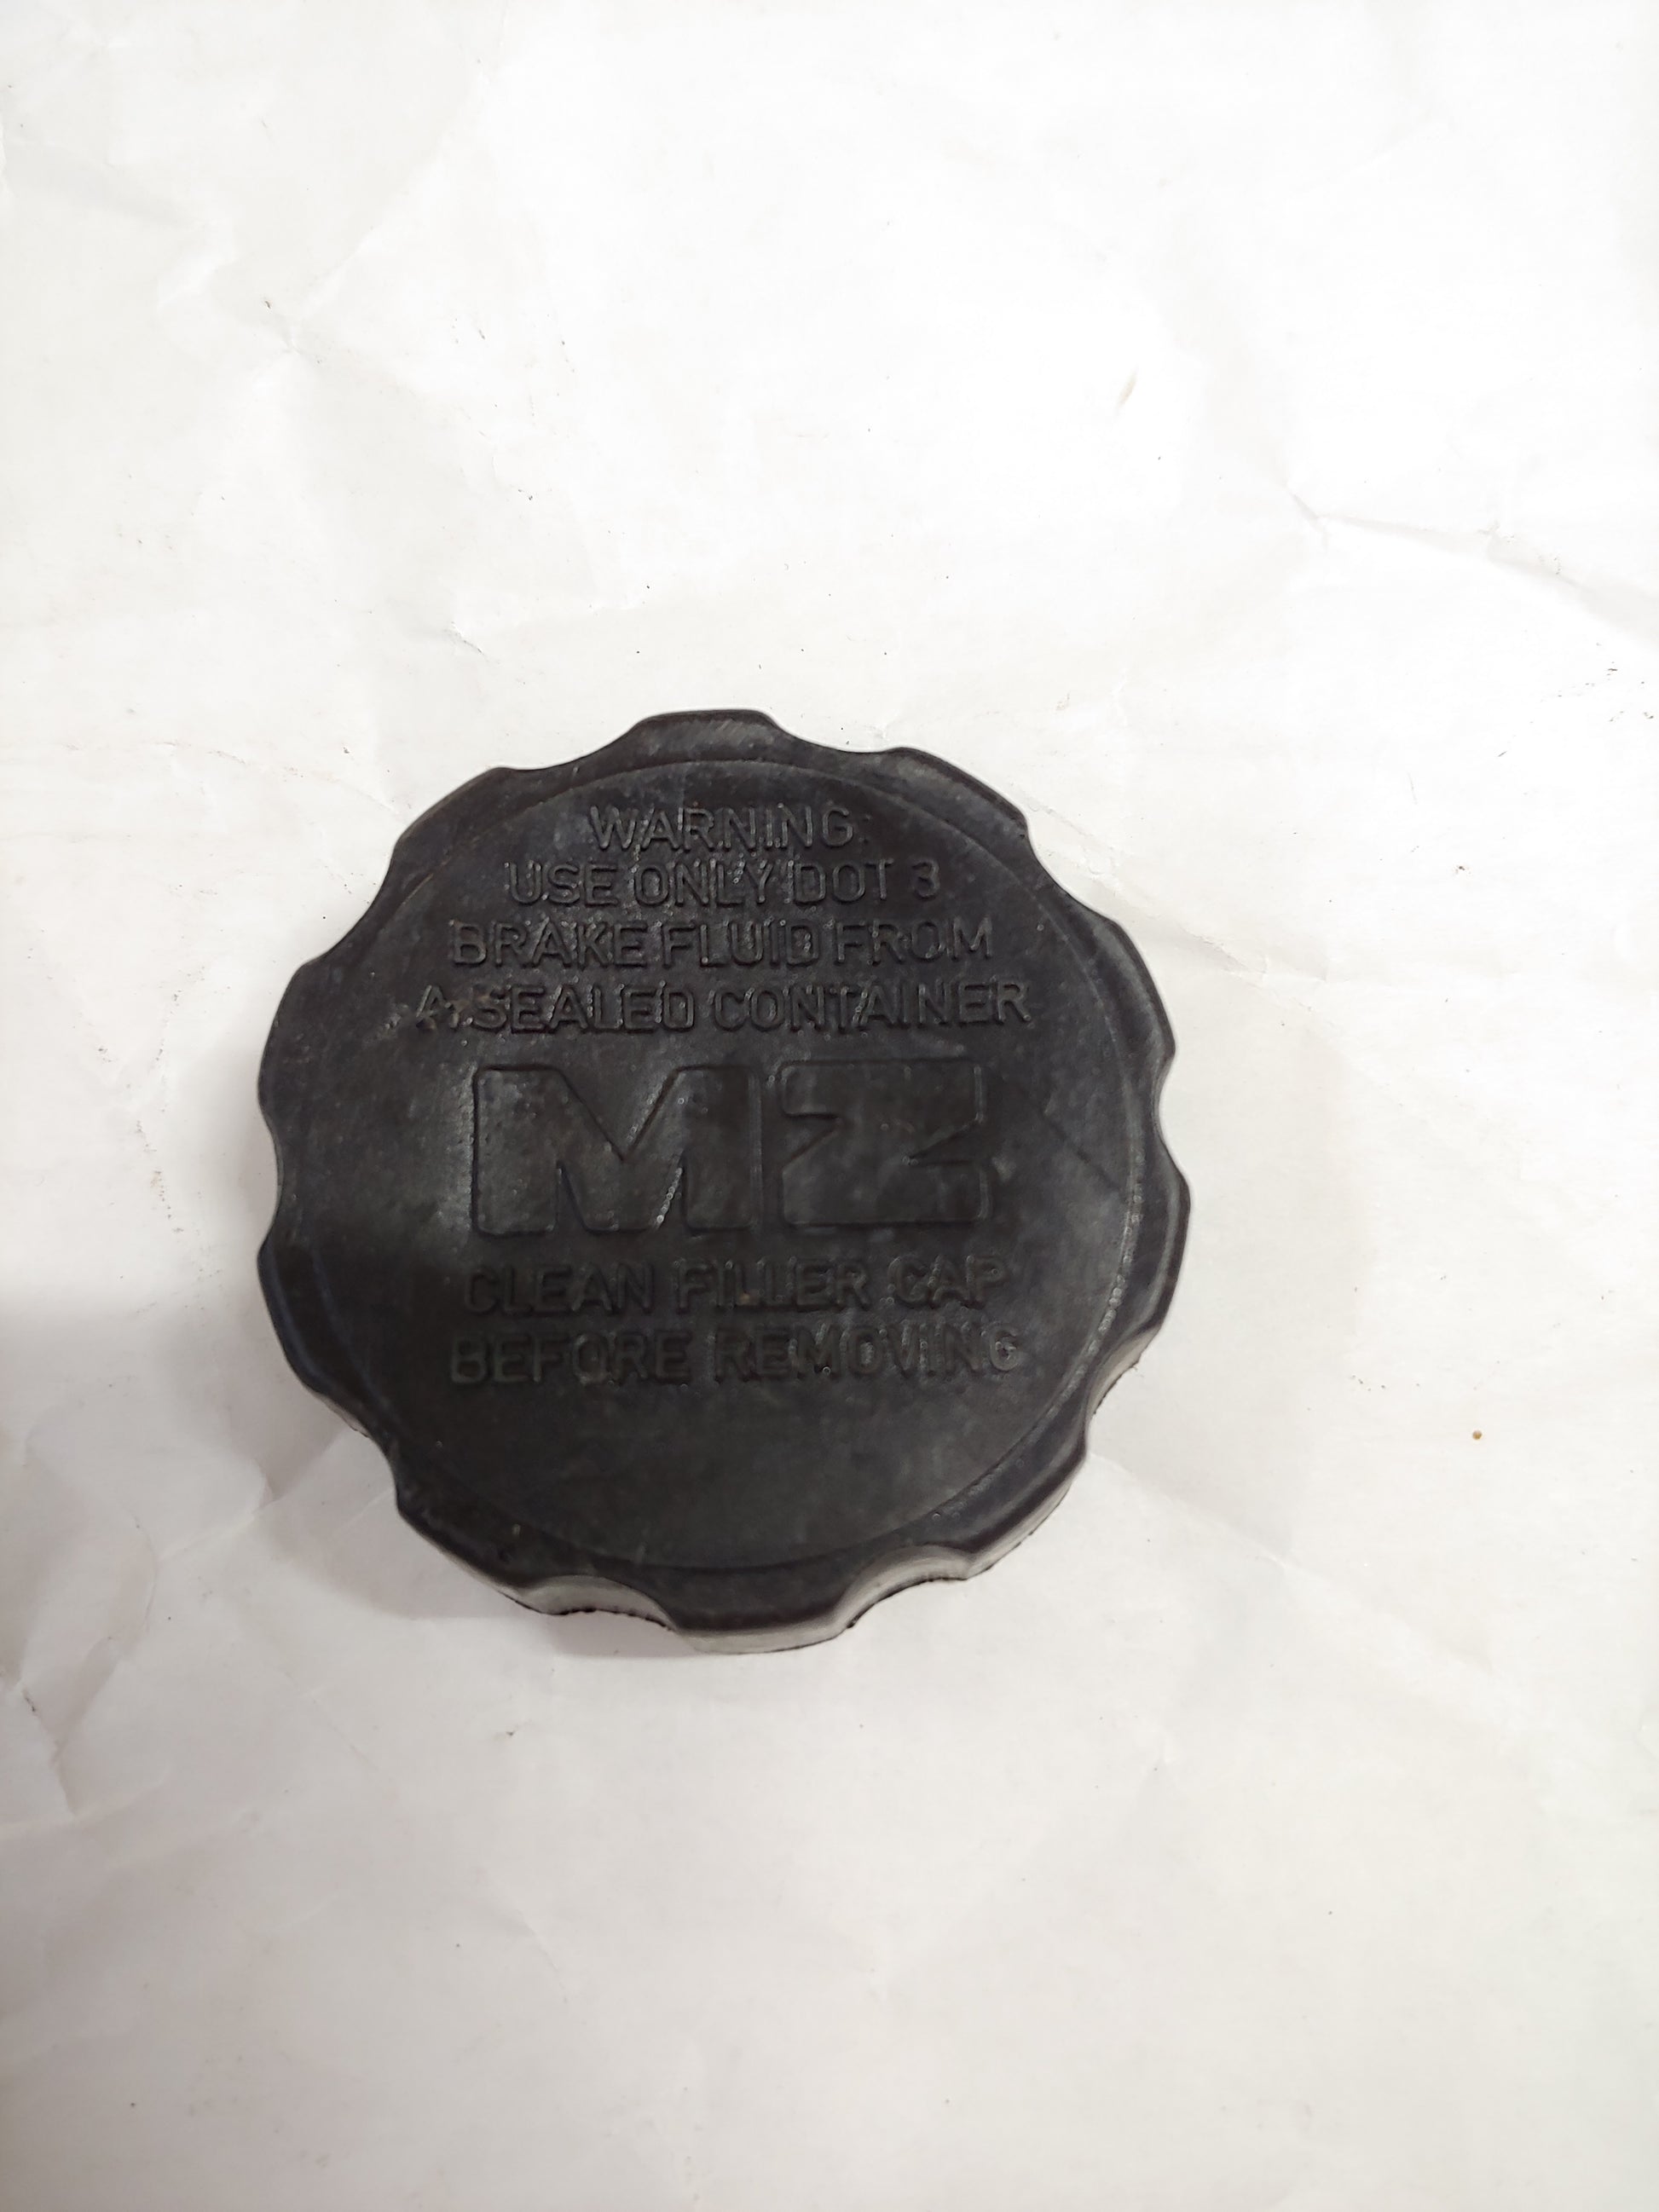 WARNING:
USE ONLY DOT 3
BRAKE FLUID FROM
A SEALED CONTAINER
MZ
CLEAN FILLER CAP
BEFORE REMOVING